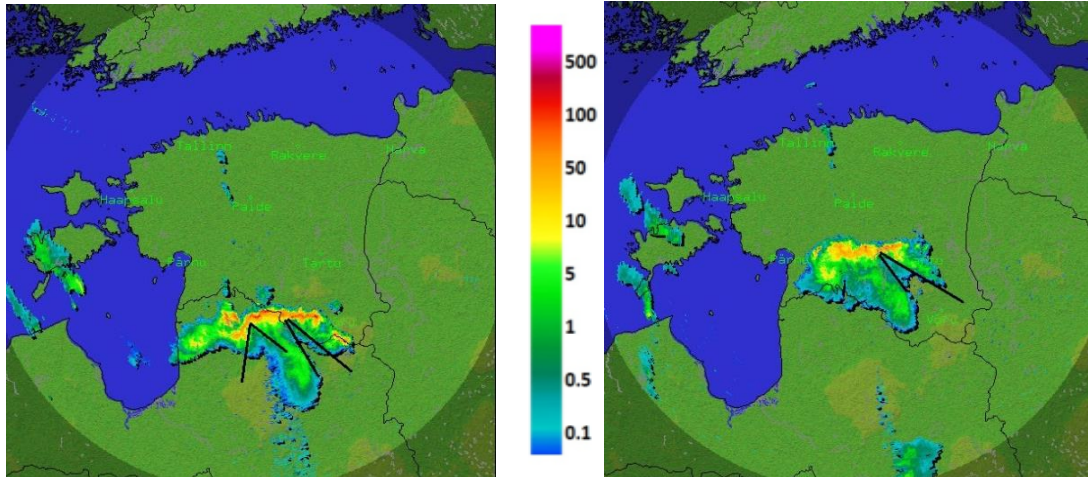 Tallinn
Rakvere
Narva
Haapsalu
Paide
Pärnu
Tartu
500
100
50
10
5
1
0.5
0.1
Tallinn
Rakvere
Narva
Haapsalu
Paide